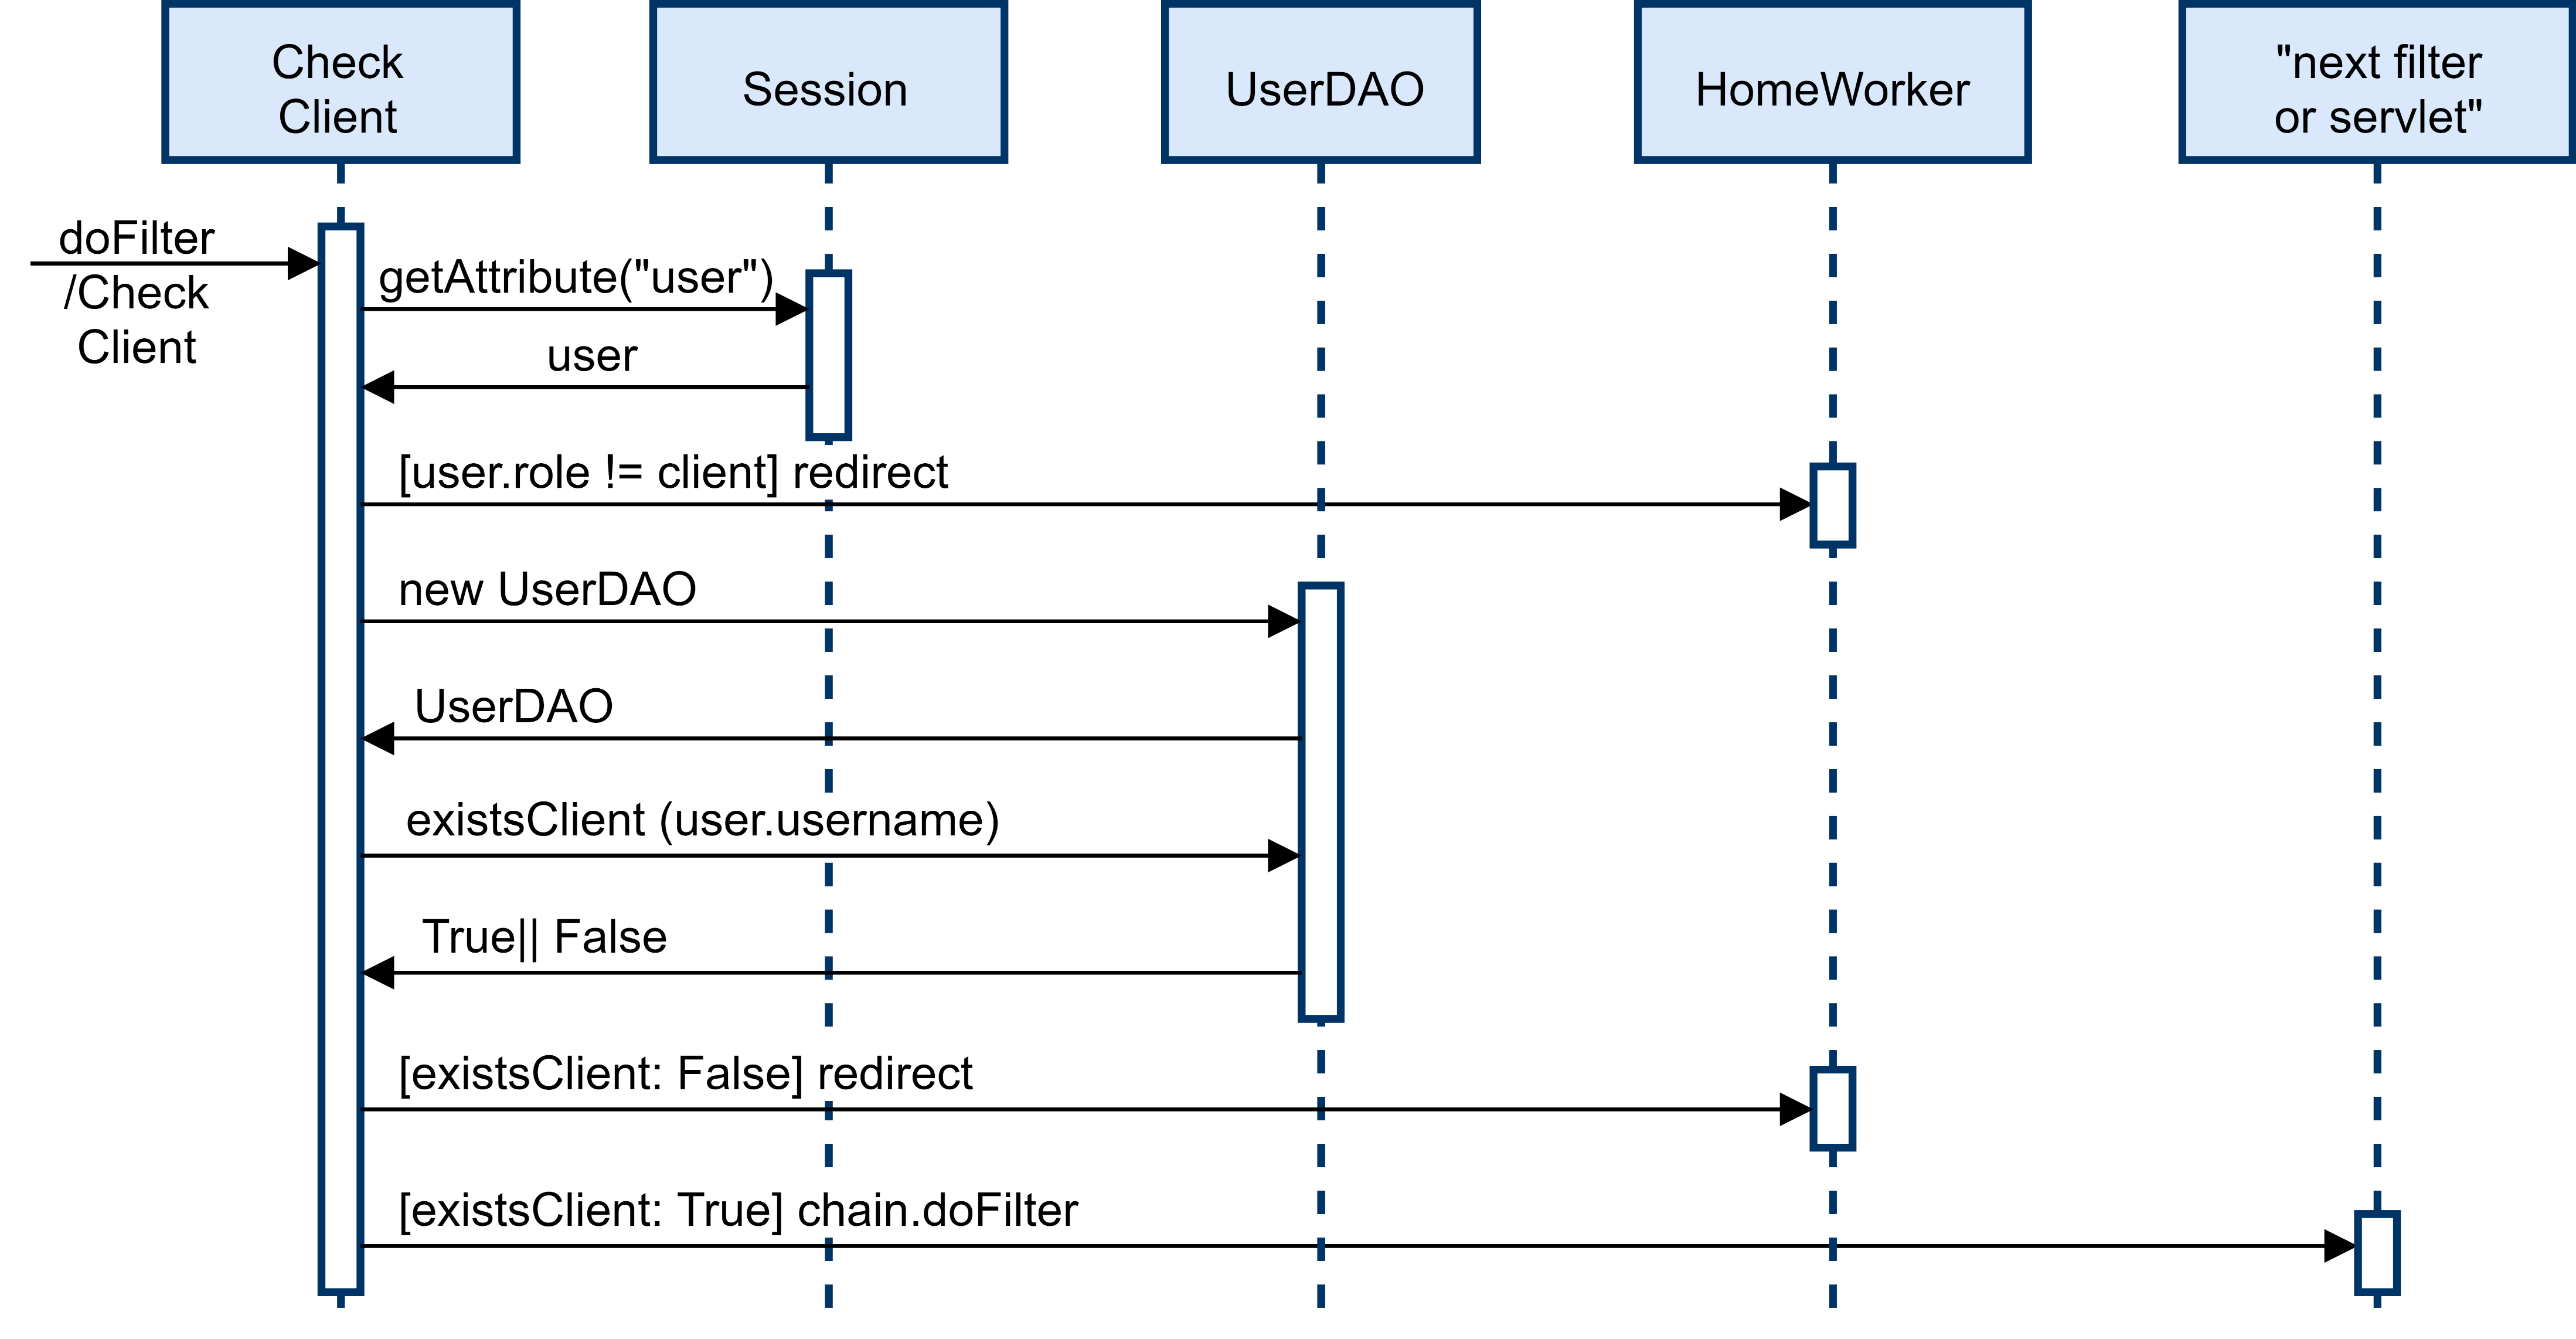 Check
Client
Session
UserDAO
HomeWorker
"next filter
or servlet"
doFilter
/Check
Client
getAttribute("user")
user
[user.role != client] redirect
new UserDAO
UserDAO
existsClient (user.username)
True|| False
[existsClient: False] redirect
[existsClient: True] chain.doFilter